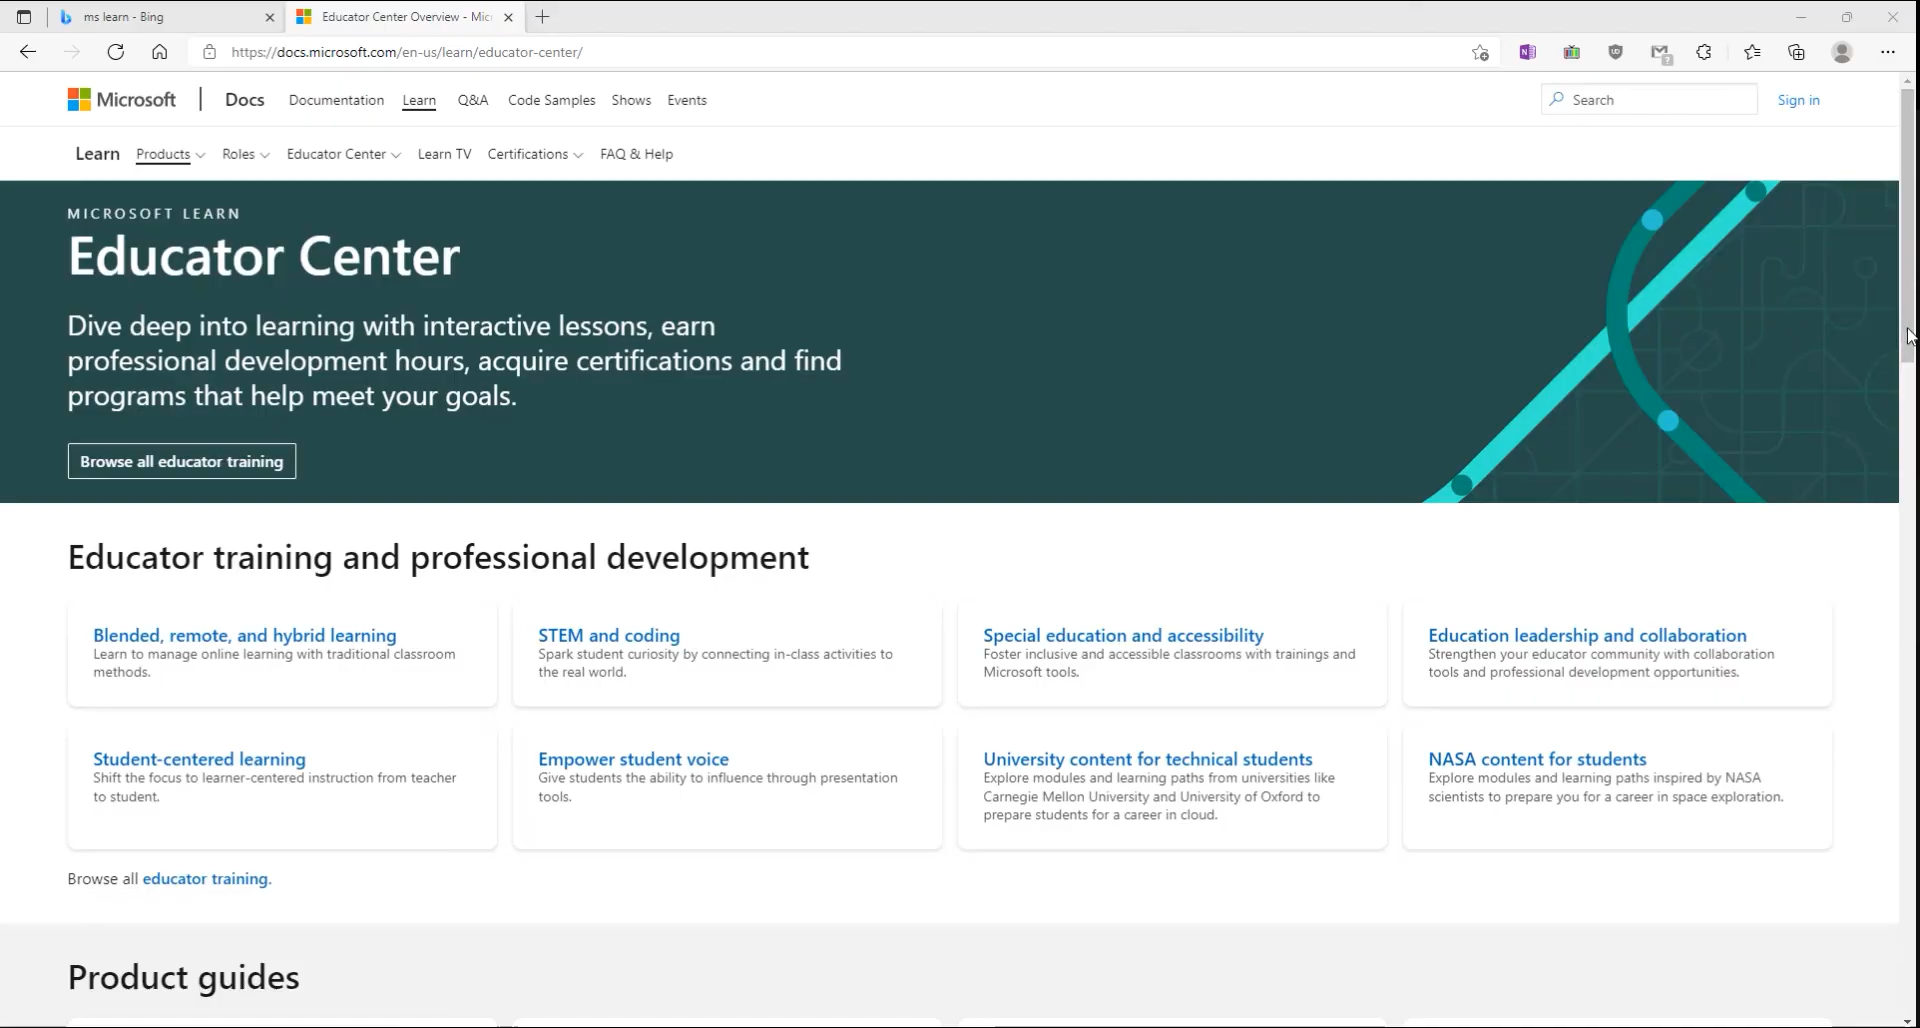 ms learn - Bing
Educator Center Overview - Mic
https://docs.microsoft.com/en-us/learn/educator-center/
Microsoft
Docs
Documentation
Learn
Q&A
Code Samples
Shows
Events
Search
Sign in
Learn
Products
Roles
Educator Center
Learn TV
Certifications
FAQ & Help
MICROSOFT LEARN
Educator Center
Dive deep into learning with interactive lessons, earn
professional development hours, acquire certifications and find
programs that help meet your goals.
Browse all educator training
Educator training and professional development
Blended, remote, and hybrid learning
Learn to manage online learning with traditional classroom
methods.
STEM and coding
Spark student curiosity by connecting in-class activities to
the real world.
Special education and accessibility
Foster inclusive and accessible classrooms with trainings and
Microsoft tools.
Education leadership and collaboration
Strengthen your educator community with collaboration
tools and professional development opportunities.
Student-centered learning
Shift the focus to learner-centered instruction from teacher
to student.
Empower student voice
Give students the ability to influence through presentation
tools.
University content for technical students
Explore modules and learning paths from universities like
Carnegie Mellon University and University of Oxford to
prepare students for a career in cloud.
NASA content for students
Explore modules and learning paths inspired by NASA
scientists to prepare you for a career in space exploration.
Browse all educator training.
Product guides